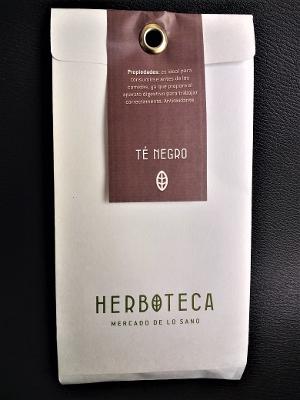 Propiedades: es ideal para
consumirse antes de las
comidas, ya que prepara al
aparato digestivo para trabajar
correctamente. Antioxidante
TÉ NEGRO
HERBOTECA
MERCADO DE LO SANO